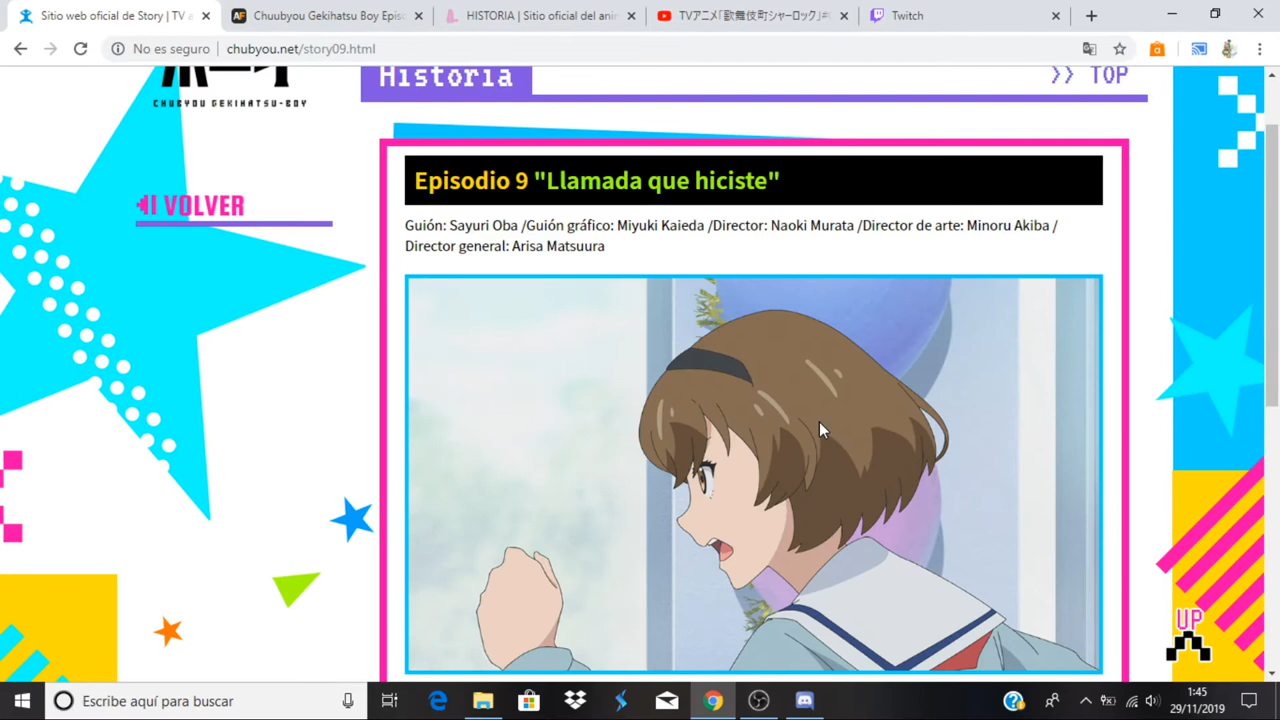 Sitio web oficial de Story | TV a
Chuubyou Gekihatsu Boy Episo
HISTORIA | Sitio oficial del anim
TVアニメ「歌舞伎町シャーロック」#
Twitch
No es seguro
chubyou.net/story09.html
CHUBYOU GEKIHATSU-BOY
Historia
>> TOP
VOLVER
Episodio 9 "Llamada que hiciste"
Guión: Sayuri Oba /Guión gráfico: Miyuki Kaieda /Director: Naoki Murata /Director de arte: Minoru Akiba /
Director general: Arisa Matsuura
UP
Escribe aquí para buscar
1:45
29/11/2019